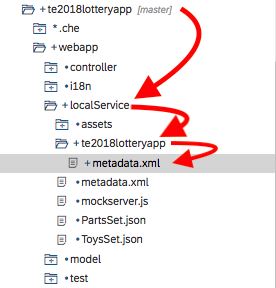 +te2018lotteryapp [master]
*.che
+webapp
controller
i18n
+localService
assets
+te2018lotteryapp
+metadata.xml
metadata.xml
mockserver.js
PartsSet.json
ToysSet.json
model
test